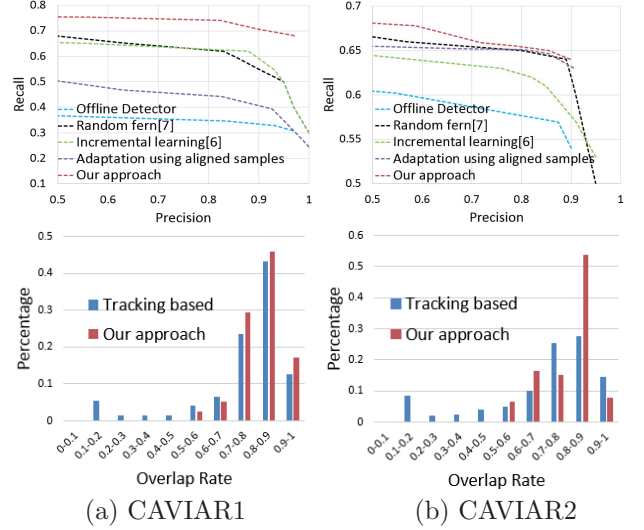 0.8
0.7
0.6
0.5
0.4
0.3
0.2
0.1
Recall
Offline Detector
Random fern[7]
Incremental learning[6]
Adaptation using aligned samples
Our approach
0.5 0.6 0.7 0.8 0.9 1
Precision
0.7
0.65
0.6
0.55
0.5
Recall
Offline Detector
Random fern[7]
Incremental learning[6]
Adaptation using aligned samples
Our approach
0.5 0.6 0.7 0.8 0.9 1
Precision
0.5
0.4
0.3
0.2
0.1
0
Percentage
Tracking based
Our approach
0-0.1 0.1-0.2 0.2-0.3 0.3-0.4 0.4-0.5 0.5-0.6 0.6-0.7 0.7-0.8 0.8-0.9 0.9-1
Overlap Rate
0.6
0.5
0.4
0.3
0.2
0.1
0
Percentage
Tracking based
Our approach
0-0.1 0.1-0.2 0.2-0.3 0.3-0.4 0.4-0.5 0.5-0.6 0.6-0.7 0.7-0.8 0.8-0.9 0.9-1
Overlap Rate
(a) CAVIAR1
(b) CAVIAR2